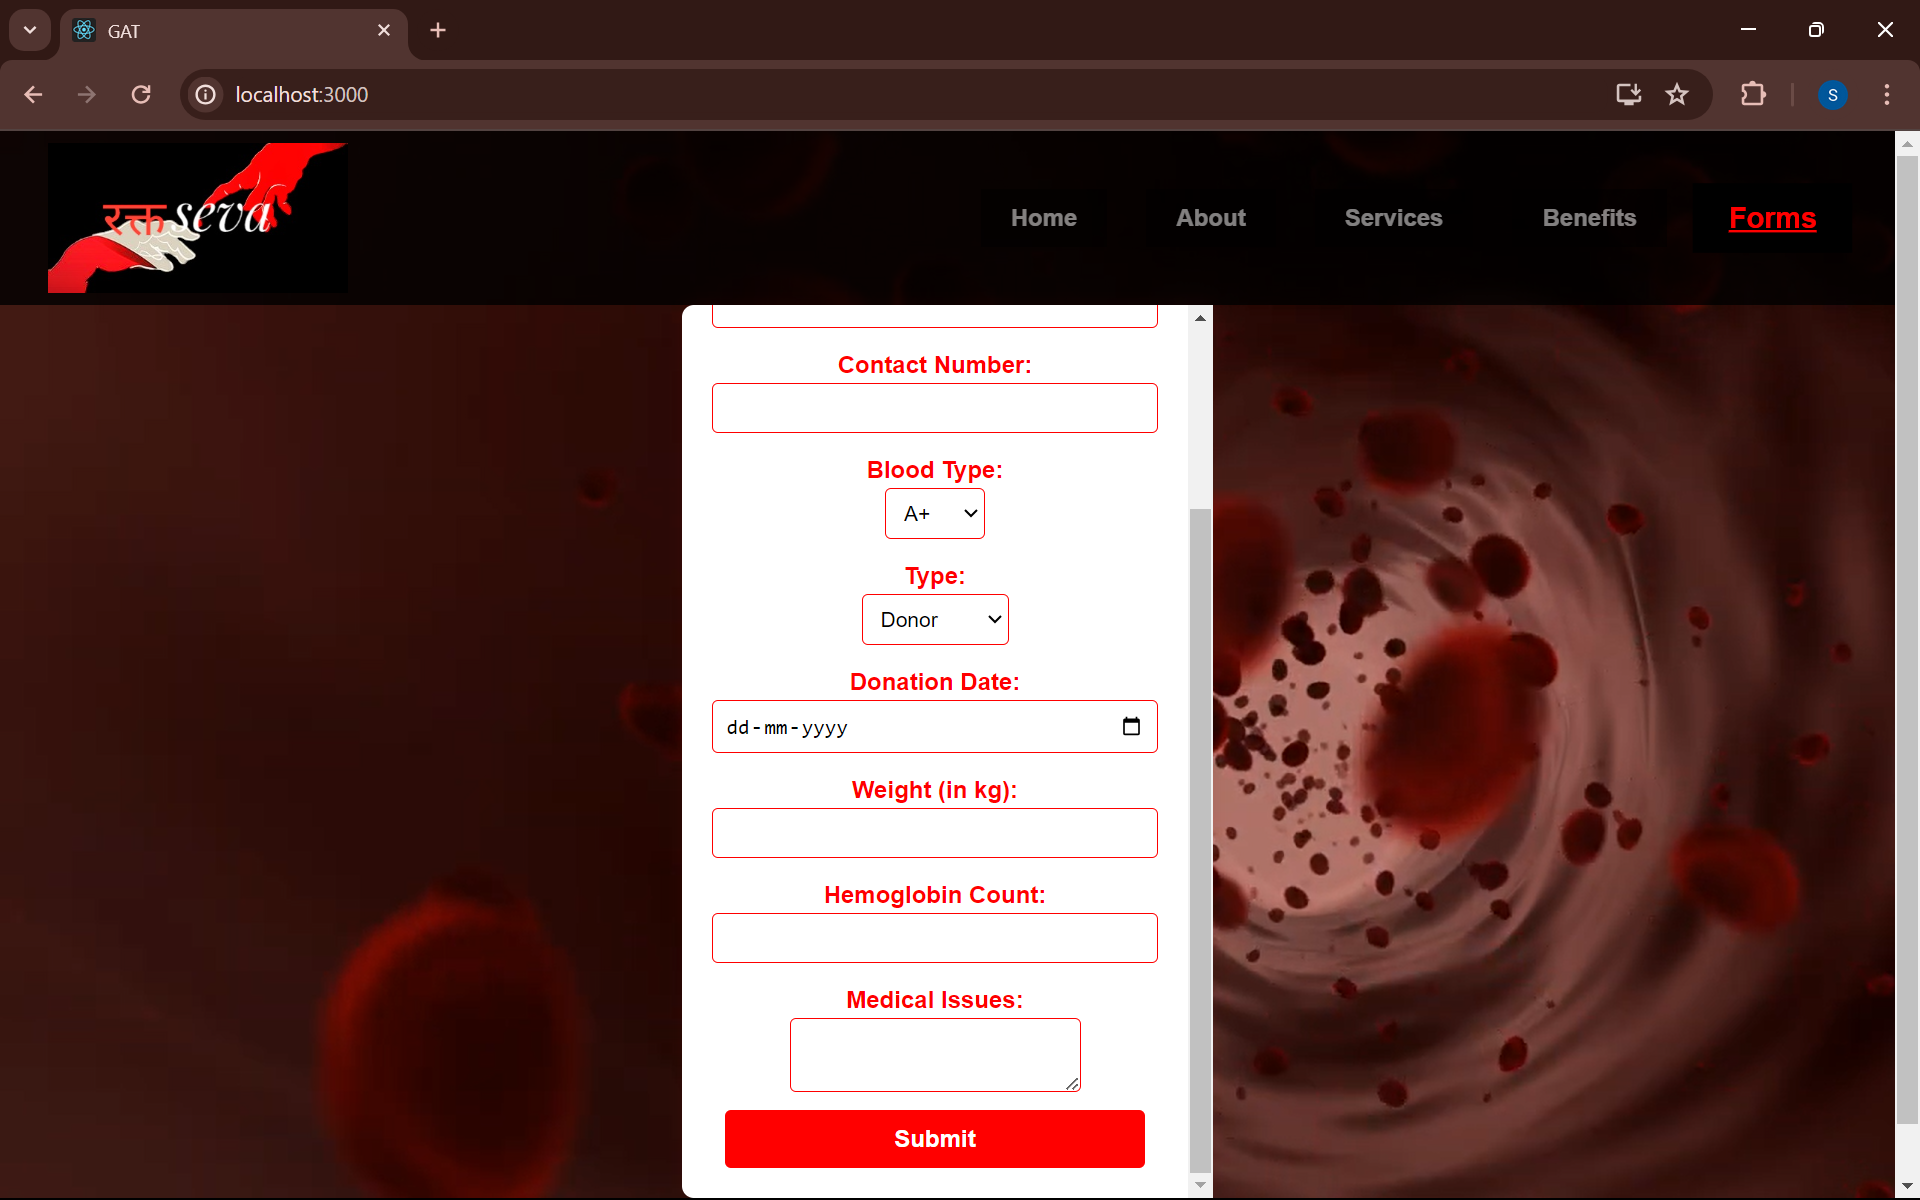 GAT
localhost:3000
S
रक्त seva
Home
About
Services
Benefits
Forms
Contact Number:
Blood Type:
A+
Type:
Donor
Donation Date:
dd-mm-yyyy
Weight (in kg):
Hemoglobin Count:
Medical Issues:
Submit